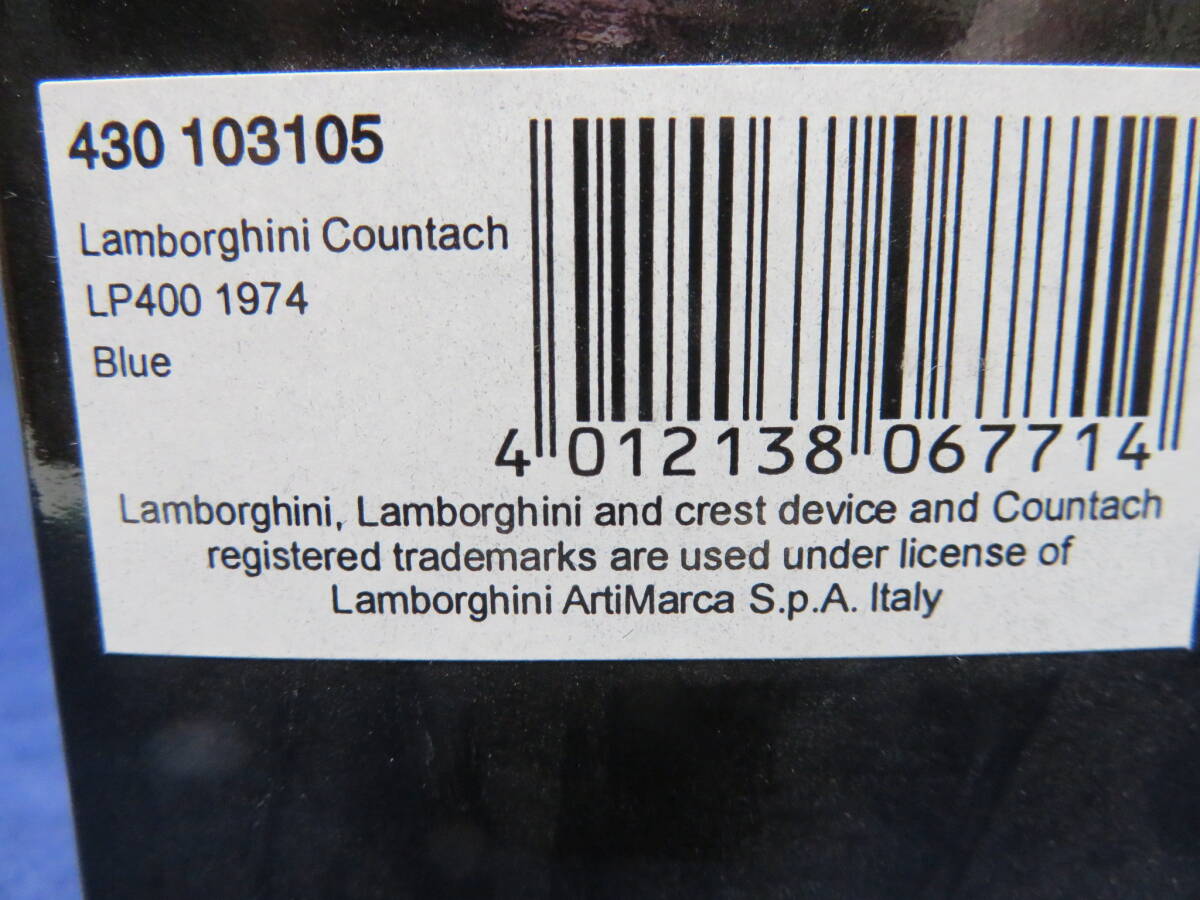 430 103105
Lamborghini Countach
LP400 1974
Blue
4 012138 067714
Lamborghini, Lamborghini and crest device and Countach
registered trademarks are used under license of
Lamborghini ArtiMarca S.p.A. Italy